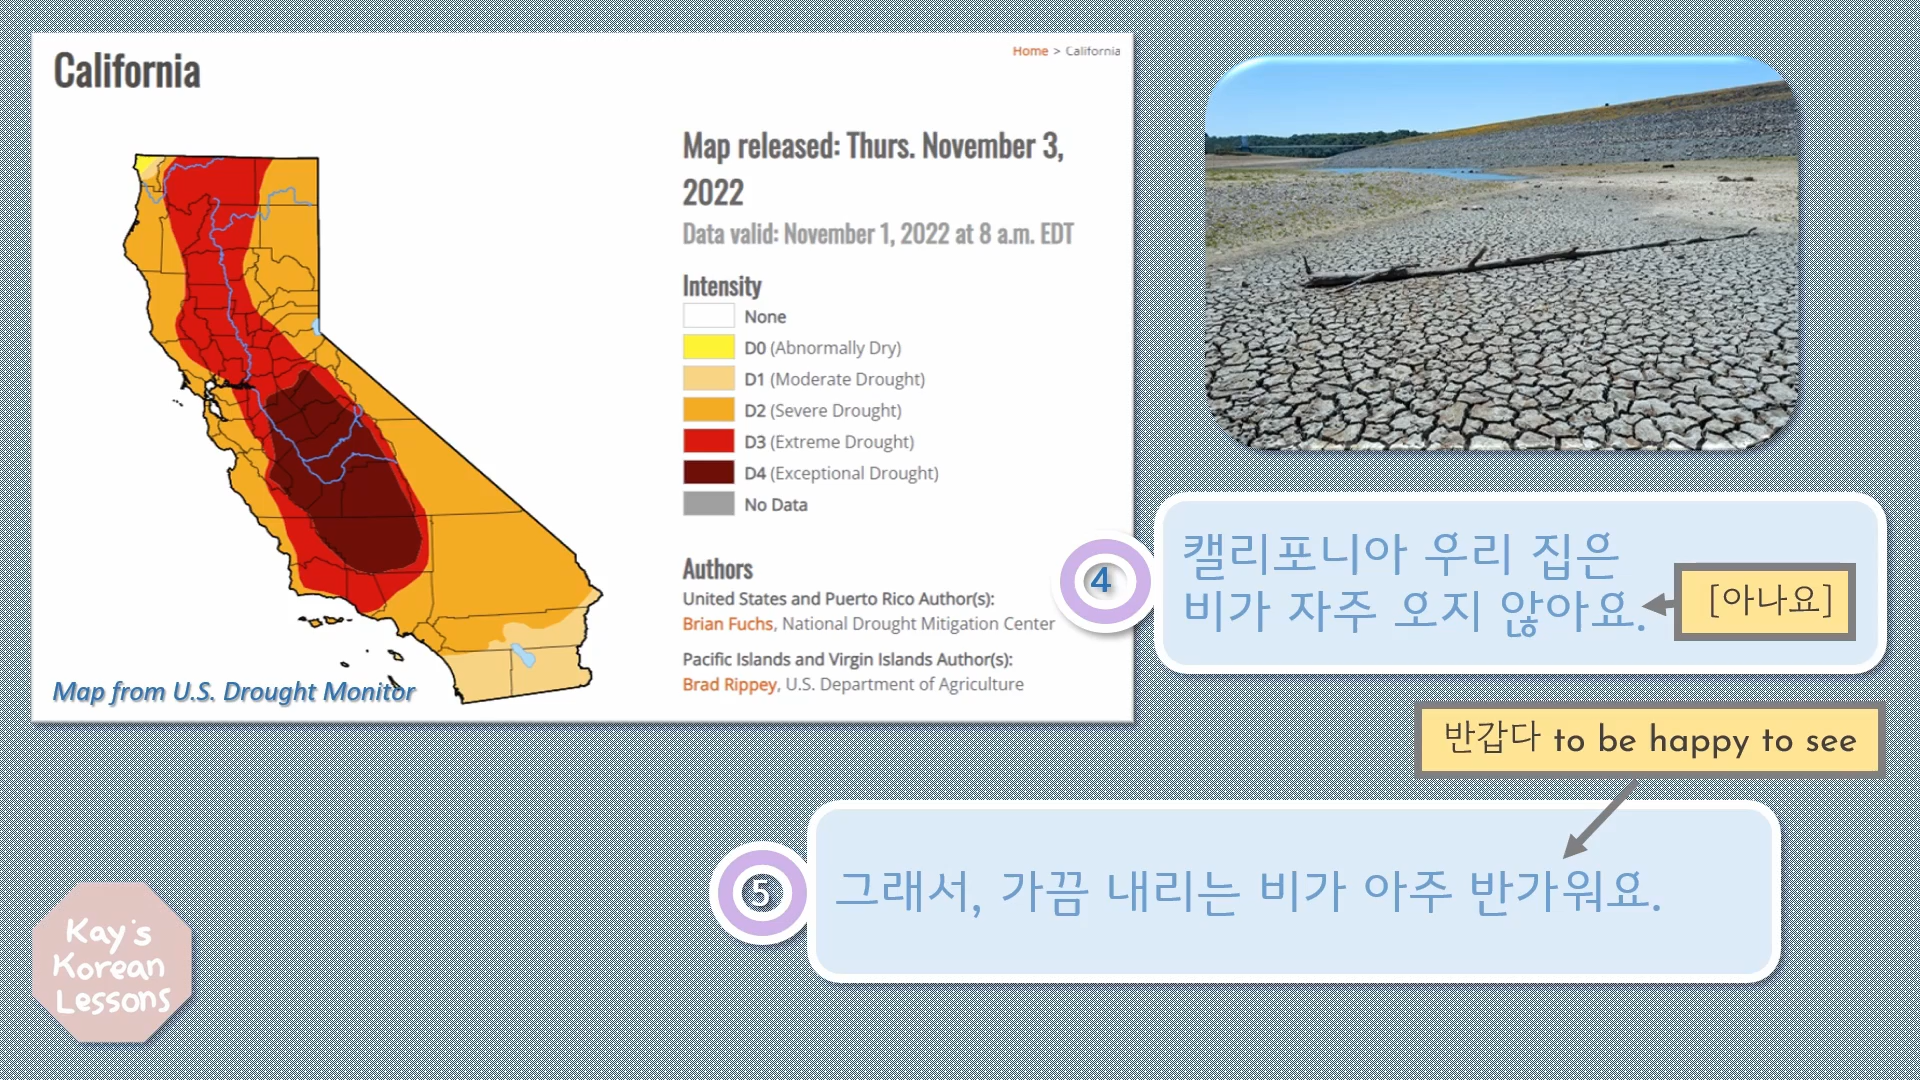 California
Home > California
Map released: Thurs. November 3,
2022
Data valid: November 1, 2022 at 8 a.m. EDT
Intensity
None
D0 (Abnormally Dry)
D1 (Moderate Drought)
D2 (Severe Drought)
D3 (Extreme Drought)
D4 (Exceptional Drought)
No Data
Authors
United States and Puerto Rico Author(s):
Brian Fuchs, National Drought Mitigation Center
Pacific Islands and Virgin Islands Author(s):
Brad Rippey, U.S. Department of Agriculture
Map from U.S. Drought Monitor
4
캘리포니아 우리 집은
비가 자주 오지 않아요.
[아나요]
반갑다 to be happy to see
5
그래서, 가끔 내리는 비가 아주 반가워요.
Kay's
Korean
Lessons